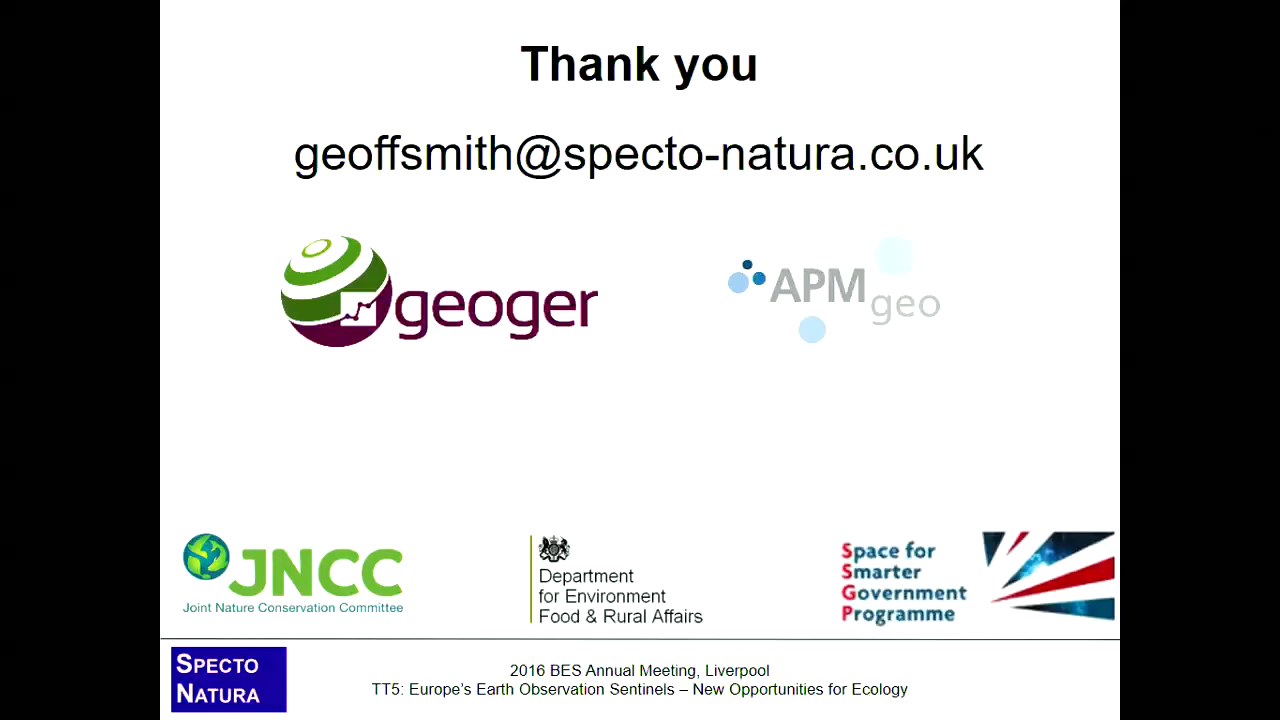 Thank you
geoffsmith@specto-natura.co.uk
geoger
APM
geo
JNCC
Joint Nature Conservation Committee
Department
for Environment
Food & Rural Affairs
Space for
Smarter
Government
Programme
SPECTO
NATURA
2016 BES Annual Meeting, Liverpool
TT5: Europe's Earth Observation Sentinels – New Opportunities for Ecology